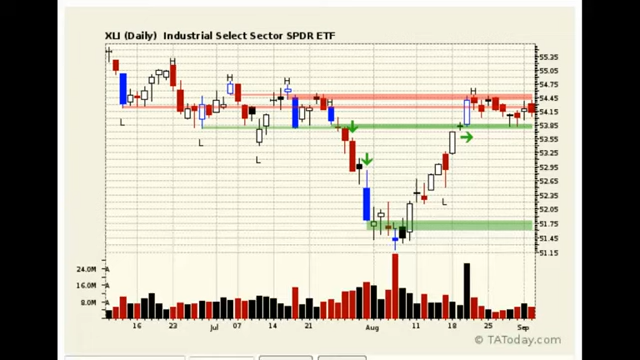 XLI (Daily) Industrial Select Sector SPDR ETF
55.35
55.05
54.75
54.45
54.15
53.85
53.55
53.25
52.95
52.65
52.35
52.05
51.75
51.45
51.15
H
H
H
H
H
L
L
L
L
24.0M
16.0M
8.0M
A
A
A
16 23 Jul 07 14 21 Aug 11 18 25 Sep
© TAToday.com